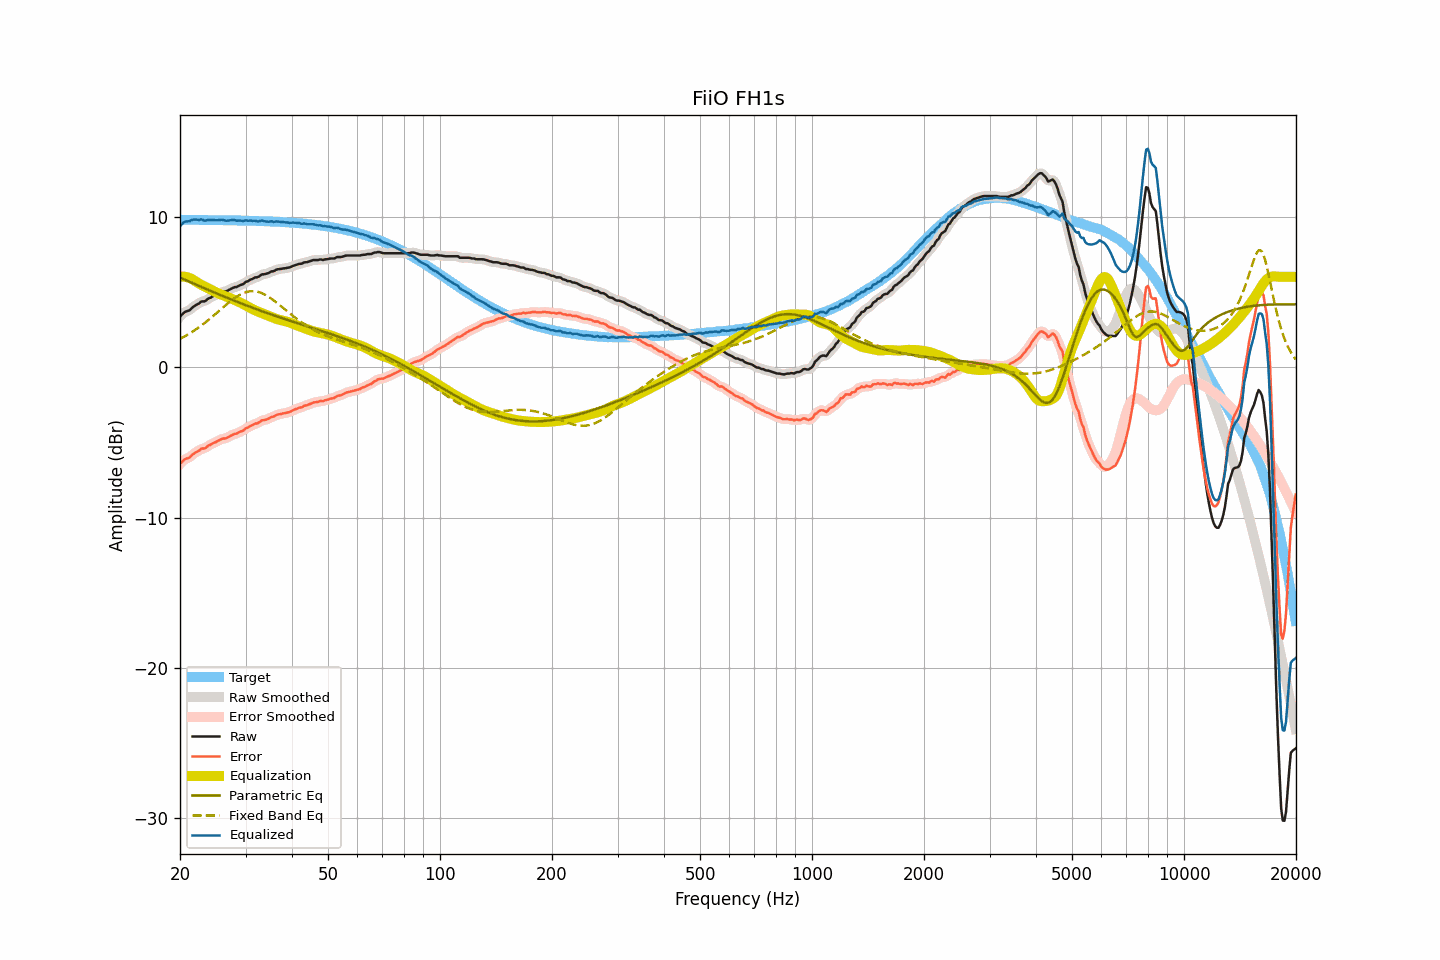 FiiO FH1s
Amplitude (dBr)
10
0
−10
−20
−30
Target
Raw Smoothed
Error Smoothed
Raw
Error
Equalization
Parametric Eq
Fixed Band Eq
Equalized
20 50 100 200 500 1000 2000 5000 10000 20000
Frequency (Hz)